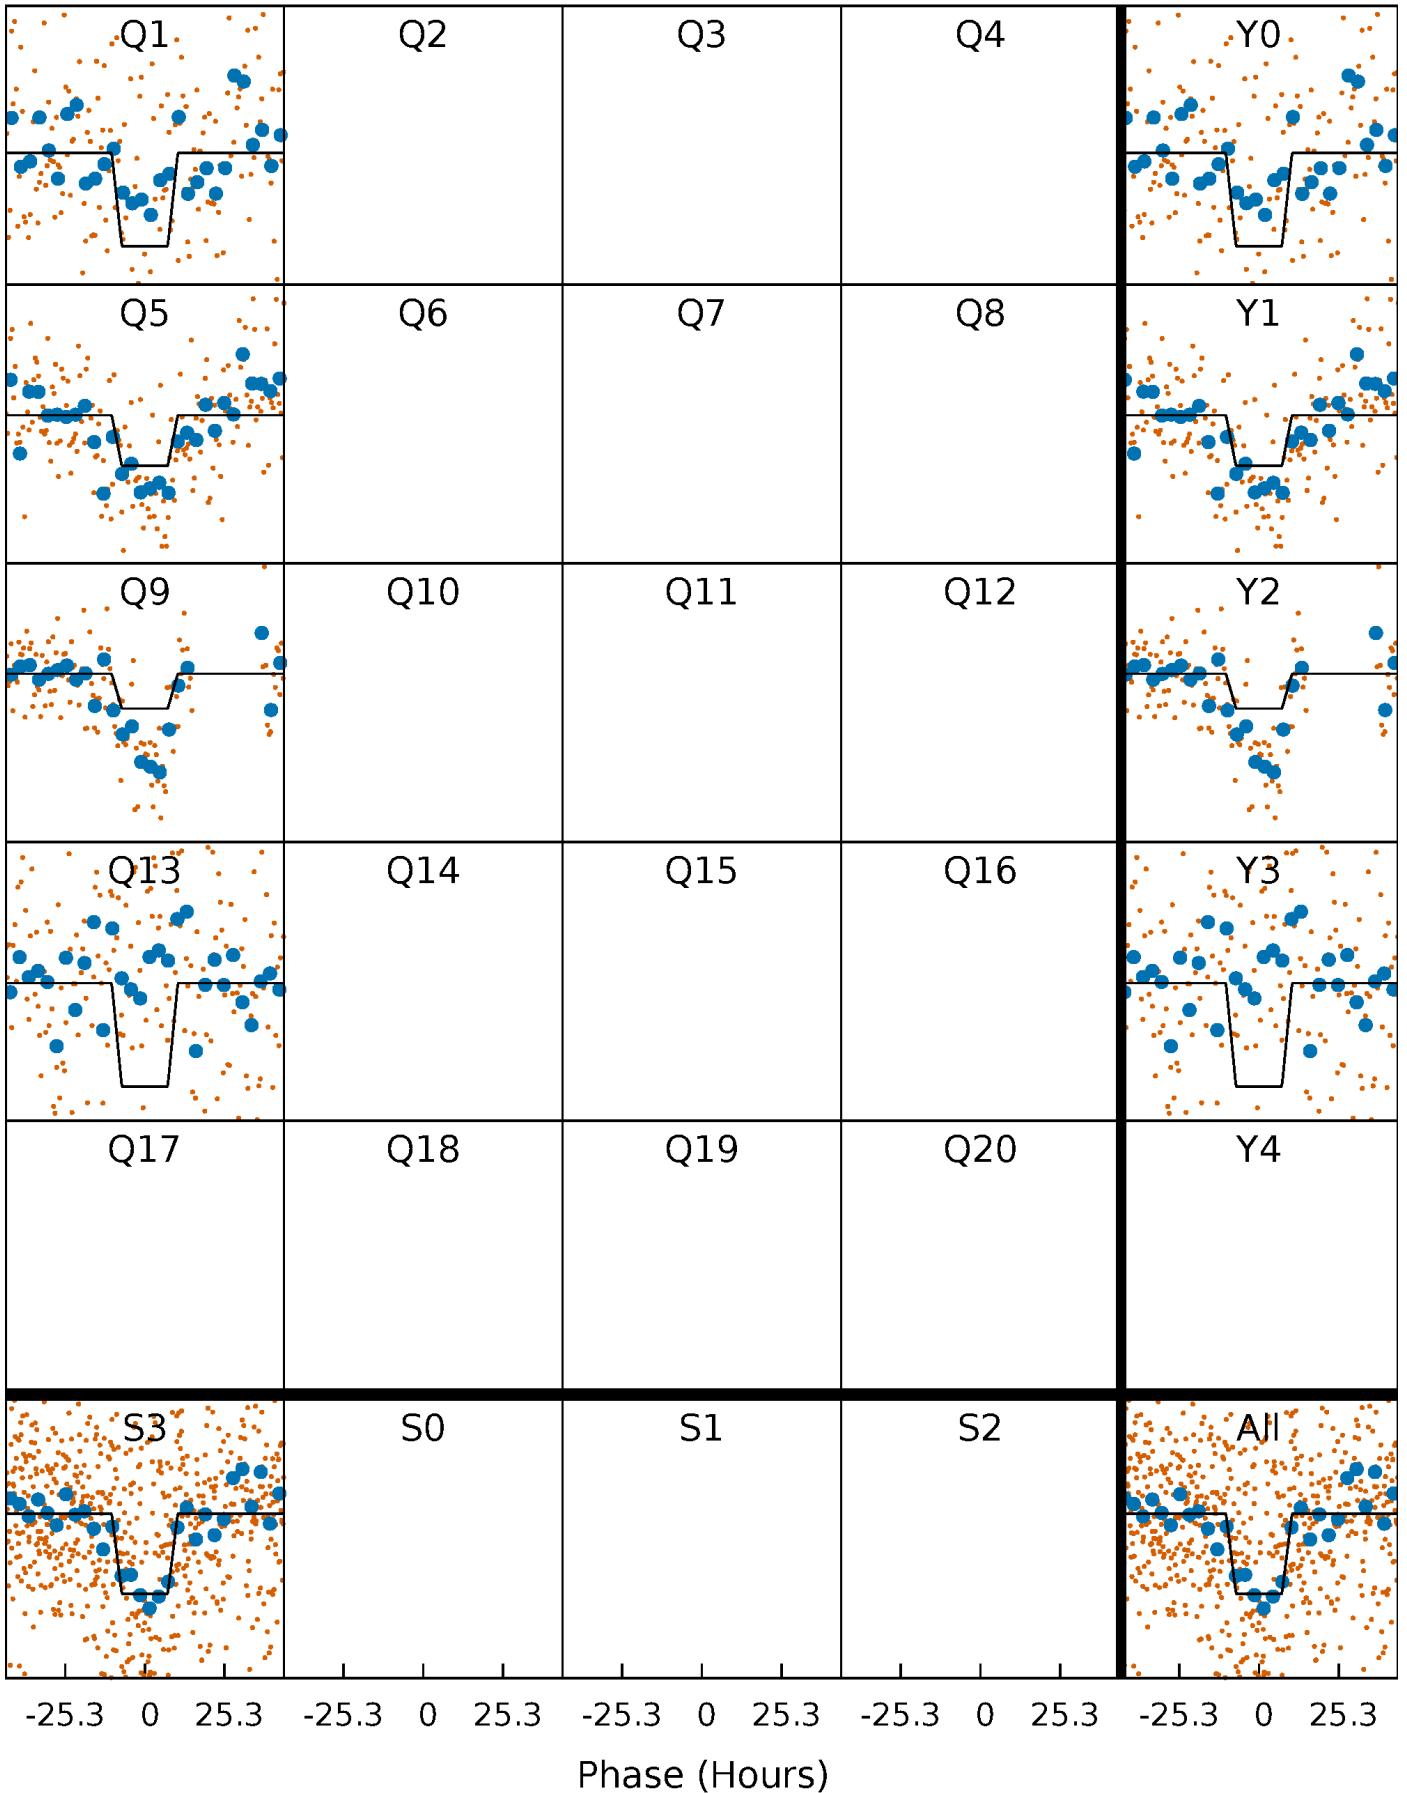 Q1 Q2 Q3 Q4 Y0
Q5 Q6 Q7 Q8 Y1
Q9 Q10 Q11 Q12 Y2
Q13 Q14 Q15 Q16 Y3
Q17 Q18 Q19 Q20 Y4
S3 S0 S1 S2 All
-25.3 0 25.3 -25.3 0 25.3 -25.3 0 25.3 -25.3 0 25.3 -25.3 0 25.3
Phase (Hours)